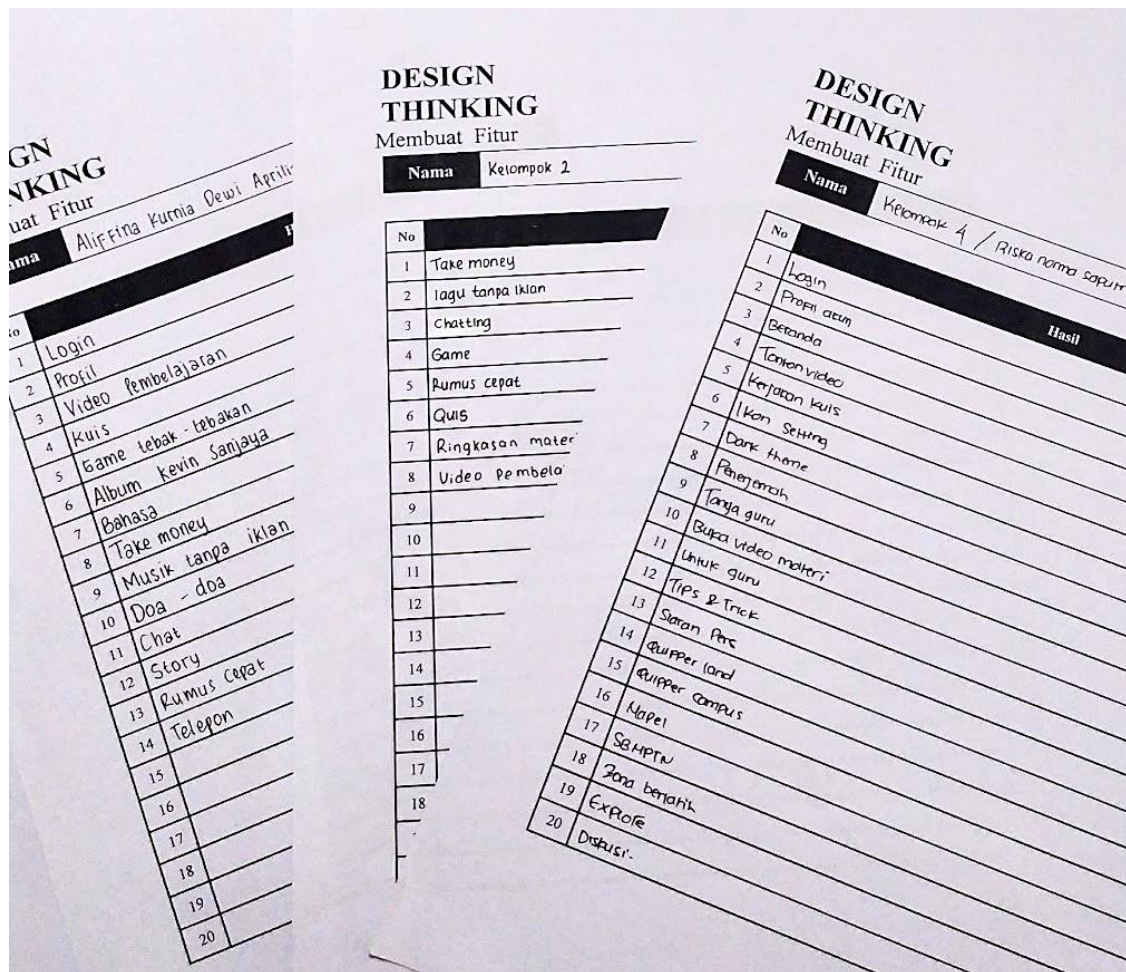 GN
NKING
uat Fitur
ama Aliffina Kurnia Dewi Aprili
No H
1 Login
2 Profil
3 Video Pembelajaran
4 Kuis
5 Game tebak - tebakan
6 Album Kevin Sanjaya
7 Bahasa
8 Take money
9 Musik tanpa iklan
10 Doa - doa
11 Chat
12 Story
13 Rumus cepat
14 Telepon
15
16
17
18
19
20
DESIGN
THINKING
Membuat Fitur
Nama Kelompok 2
No
1 Take money
2 lagu tanpa iklan
3 Chatting
4 Game
5 Rumus cepat
6 Quis
7 Ringkasan materi
8 Video Pembela
9
10
11
12
13
14
15
16
17
18
DESIGN
THINKING
Membuat Fitur
Nama Kelompok 4 / Riska norma sapurr
No Hasil
1 Login
2 Profil akun
3 Beranda
4 Tonton video
5 Kerjakan kuis
6 Ikon Setting
7 Dark theme
8 Penerjemah
9 Tanya guru
10 Buka video materi
11 Untuk guru
12 Tips & Trick
13 Siaran Pers
14 Quipper land
15 Quipper campus
16 Mapel
17 SBMPTN
18 Zona berlatih
19 Explore
20 Diskusi.